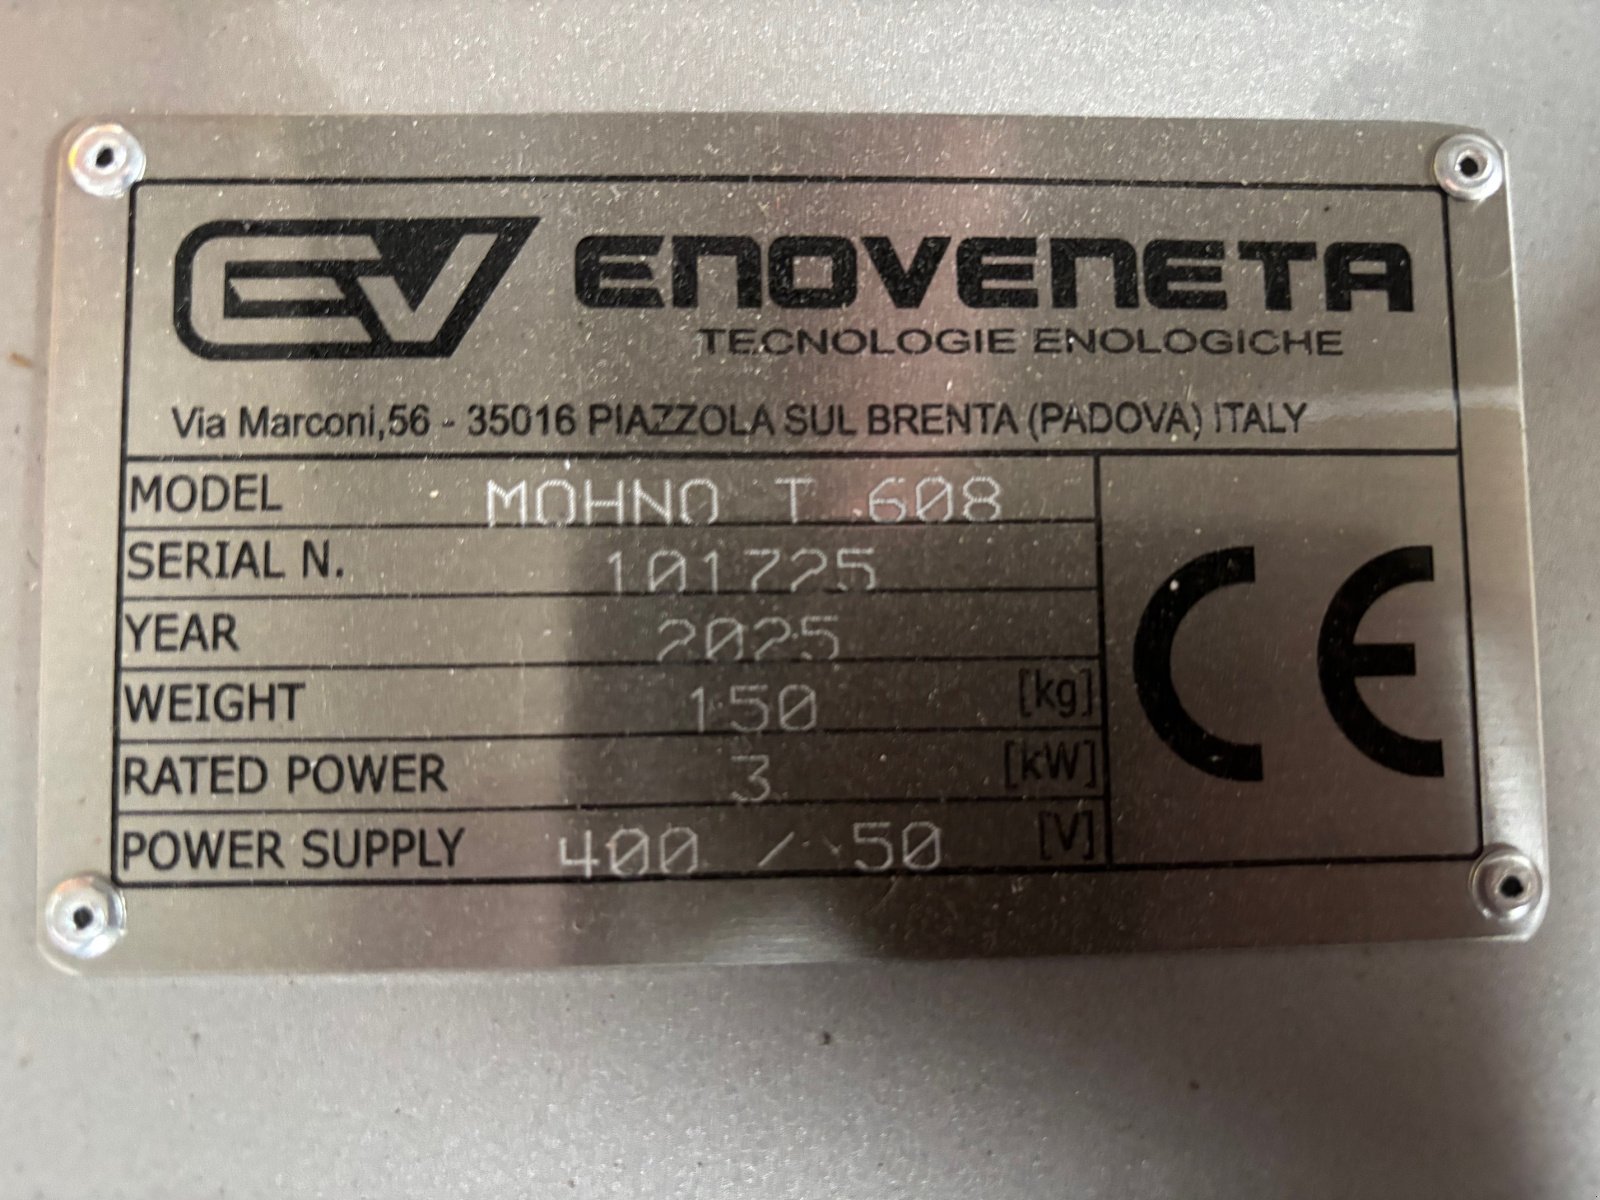 EV ENOVENETA
TECNOLOGIE ENOLOGICHE
Via Marconi,56 - 35016 PIAZZOLA SUL BRENTA (PADOVA) ITALY
MODEL MOHNO T 608
SERIAL N. 101725
YEAR 2025
WEIGHT 150 [kg]
RATED POWER 3 [kW]
POWER SUPPLY 400 / 50 [V]
CE